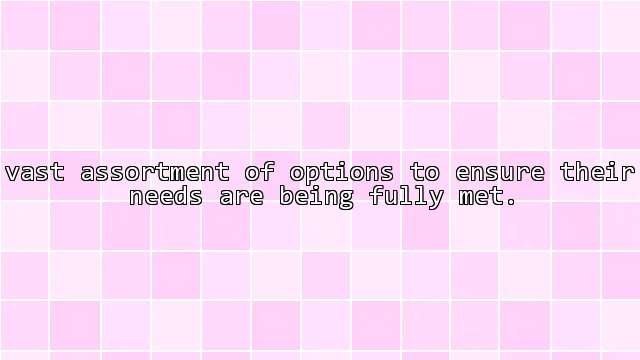 vast assortment of options to ensure their
needs are being fully met.